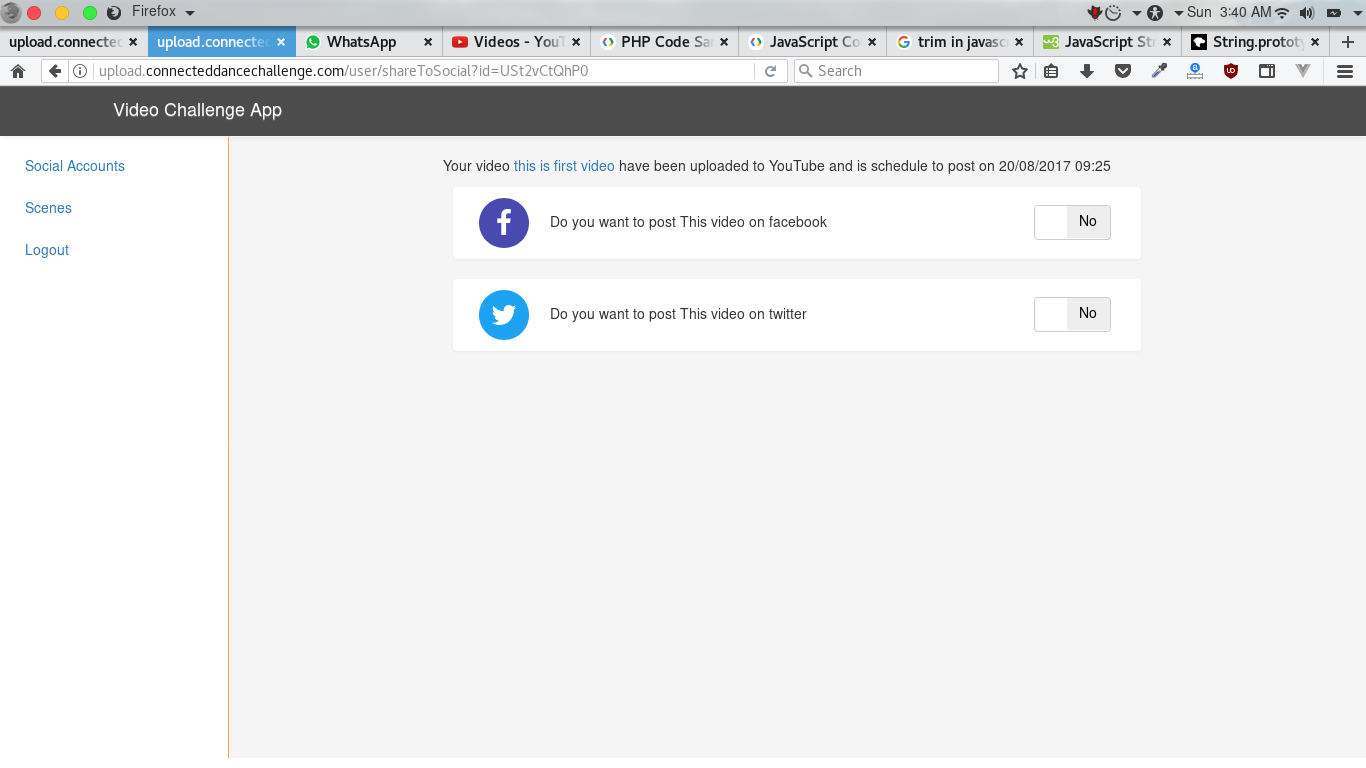 Firefox
Sun 3:40 AM
upload.connected
upload.connected
WhatsApp
Videos - YouT
PHP Code Sa
JavaScript Co
trim in javasc
JavaScript Str
String.prototy
upload.connecteddancechallenge.com/user/shareToSocial?id=USt2vCtQhP0
Search
Video Challenge App
Social Accounts
Scenes
Logout
Your video this is first video have been uploaded to YouTube and is schedule to post on 20/08/2017 09:25
Do you want to post This video on facebook
No
Do you want to post This video on twitter
No